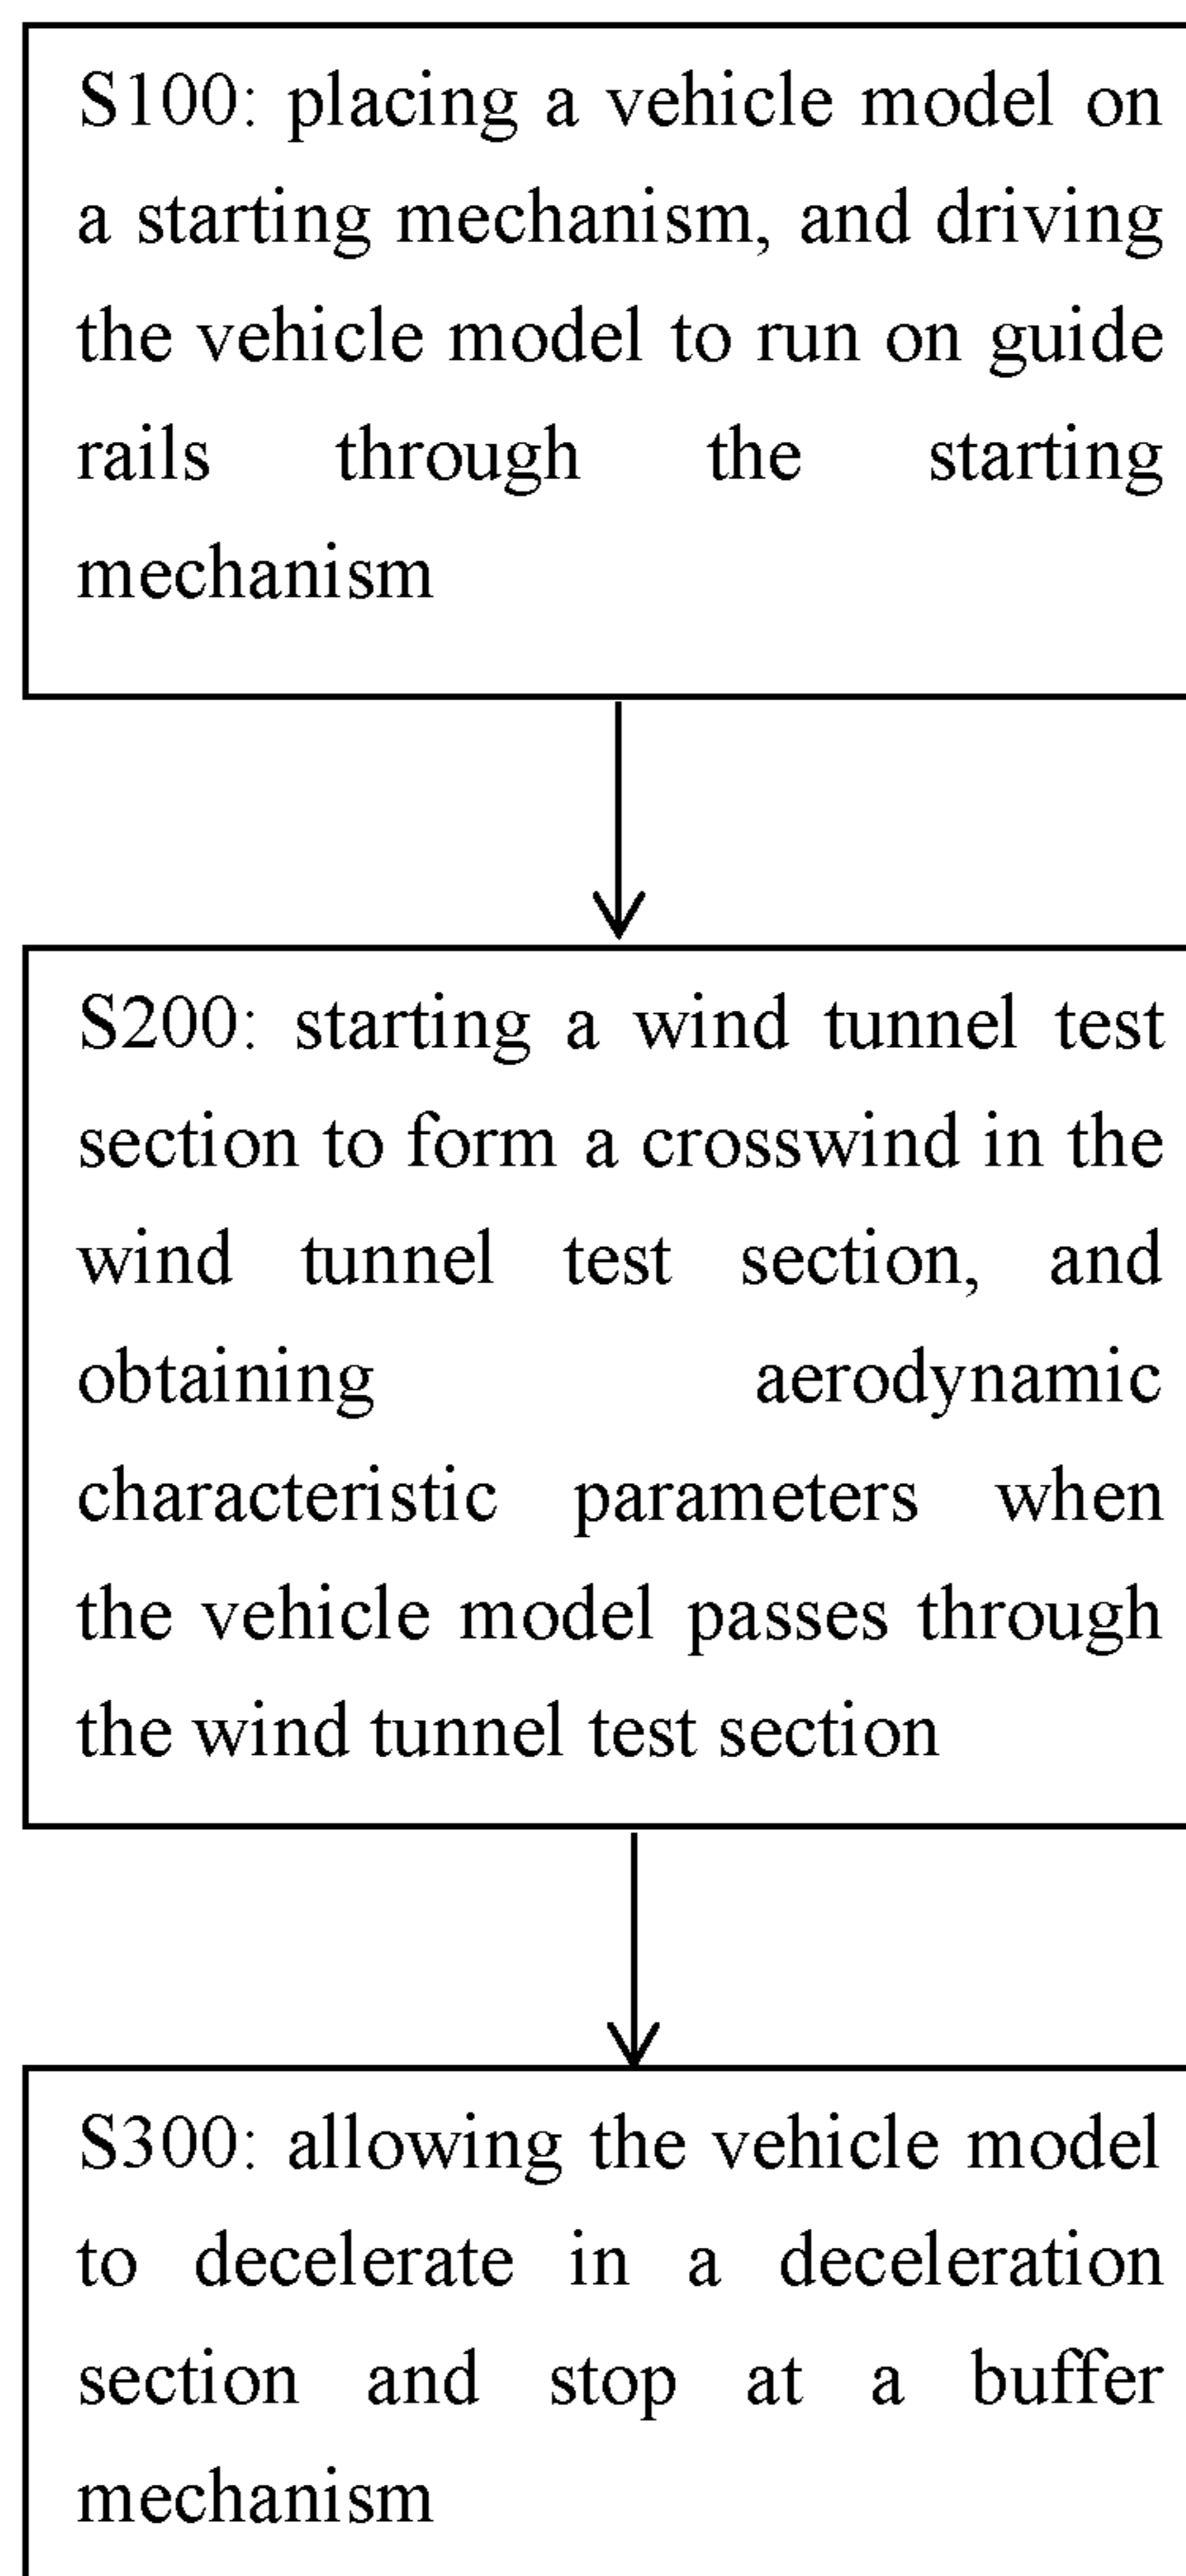 S100: placing a vehicle model on
a starting mechanism, and driving
the vehicle model to run on guide
rails through the starting
mechanism
S200: starting a wind tunnel test
section to form a crosswind in the
wind tunnel test section, and
obtaining aerodynamic
characteristic parameters when
the vehicle model passes through
the wind tunnel test section
S300: allowing the vehicle model
to decelerate in a deceleration
section and stop at a buffer
mechanism